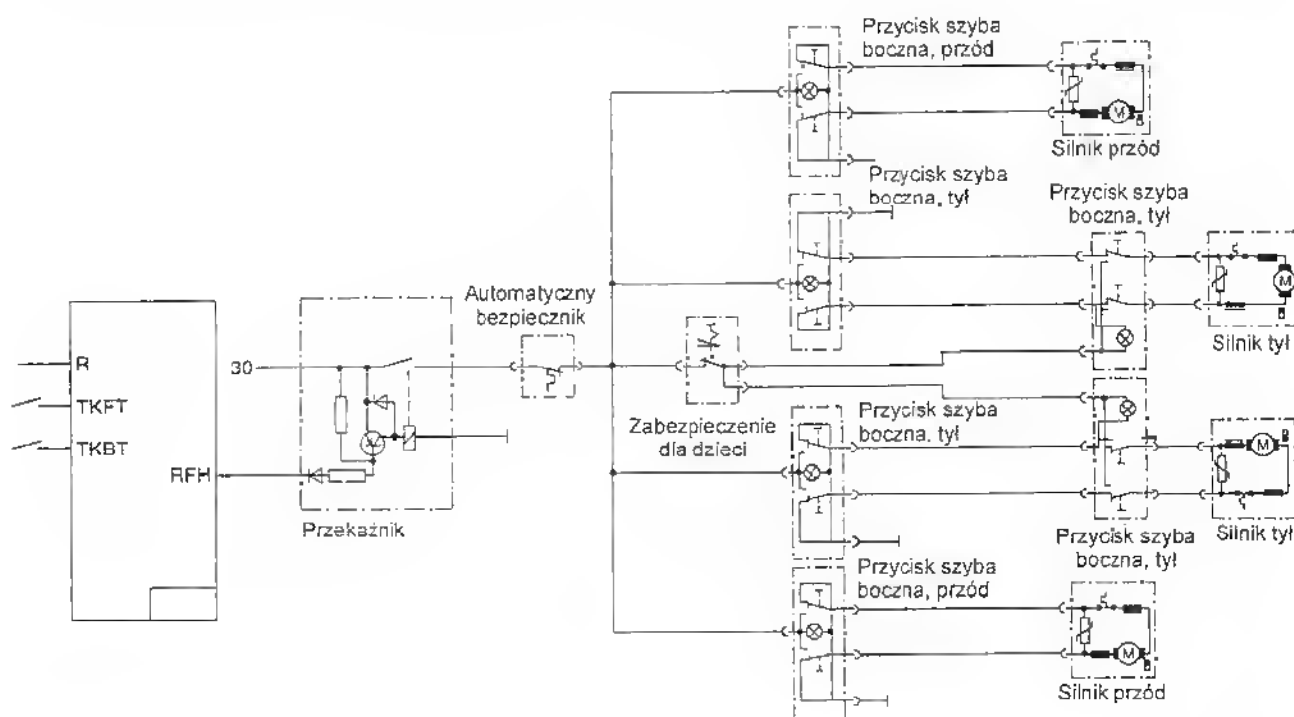 Przycisk szyba
boczna, przód
M
Silnik przód
Przycisk szyba
boczna, tył
Przycisk szyba
boczna, tył
M
Silnik tył
Automatyczny
bezpiecznik
R
30
TKFT
TKBT
RFH
Przekaźnik
Zabezpieczenie
dla dzieci
Przycisk szyba
boczna, tył
M
Silnik tył
Przycisk szyba
boczna, tył
Przycisk szyba
boczna, przód
M
Silnik przód